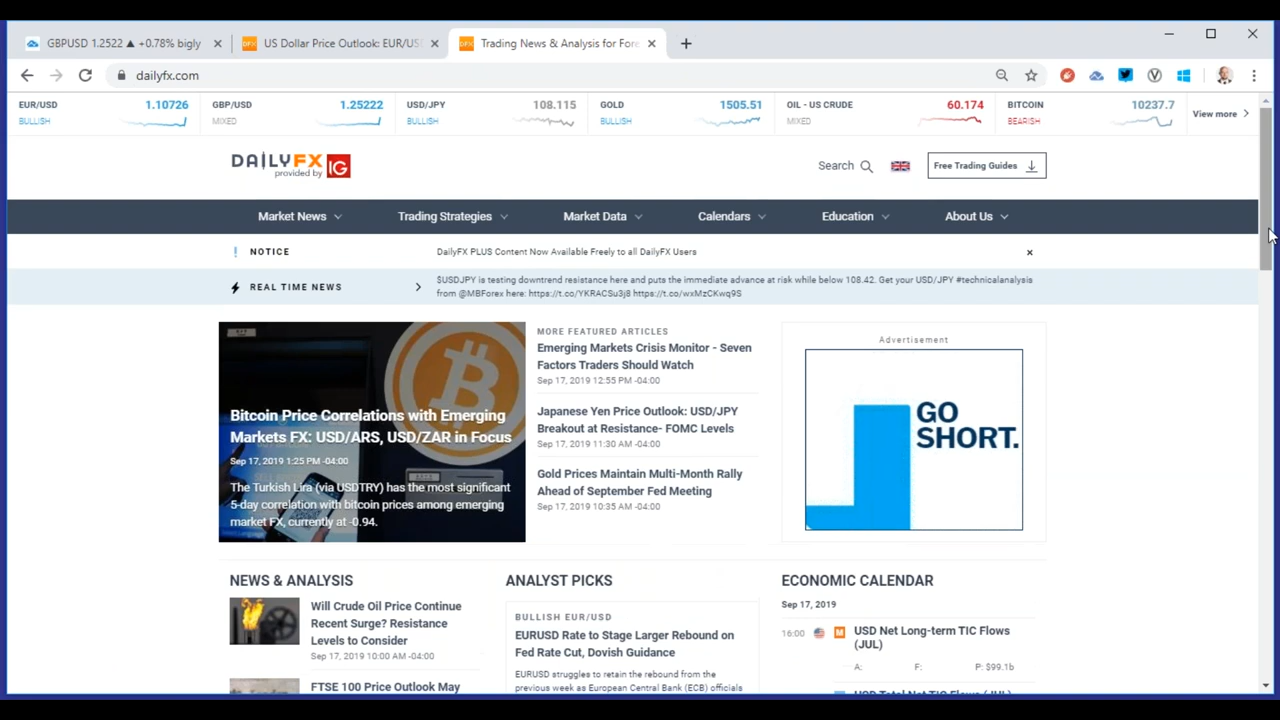 GBPUSD 1.2522 ▲ +0.78% bigly
US Dollar Price Outlook: EUR/US
Trading News & Analysis for Fore
dailyfx.com
EUR/USD 1.10726
BULLISH
GBP/USD 1.25222
MIXED
USD/JPY 108.115
BULLISH
GOLD 1505.51
BULLISH
OIL - US CRUDE 60.174
MIXED
BITCOIN 10237.7
BEARISH
View more
DAILYFX
provided by IG
Search
Free Trading Guides
Market News
Trading Strategies
Market Data
Calendars
Education
About Us
NOTICE
DailyFX PLUS Content Now Available Freely to all DailyFX Users
REAL TIME NEWS
$USDJPY is testing downtrend resistance here and puts the immediate advance at risk while below 108.42. Get your USD/JPY #technicalanalysis
from @MBForex here: https://t.co/YKRACSu3j8 https://t.co/wxMzCKwq9S
Bitcoin Price Correlations with Emerging
Markets FX: USD/ARS, USD/ZAR in Focus
Sep 17, 2019 1:25 PM -04:00
The Turkish Lira (via USDTRY) has the most significant
5-day correlation with bitcoin prices among emerging
market FX, currently at -0.94.
MORE FEATURED ARTICLES
Emerging Markets Crisis Monitor - Seven
Factors Traders Should Watch
Sep 17, 2019 12:55 PM -04:00
Japanese Yen Price Outlook: USD/JPY
Breakout at Resistance- FOMC Levels
Sep 17, 2019 11:30 AM -04:00
Gold Prices Maintain Multi-Month Rally
Ahead of September Fed Meeting
Sep 17, 2019 10:35 AM -04:00
Advertisement
GO
SHORT.
NEWS & ANALYSIS
Will Crude Oil Price Continue
Recent Surge? Resistance
Levels to Consider
Sep 17, 2019 10:00 AM -04:00
FTSE 100 Price Outlook May
ANALYST PICKS
BULLISH EUR/USD
EURUSD Rate to Stage Larger Rebound on
Fed Rate Cut, Dovish Guidance
EURUSD struggles to retain the rebound from the
previous week as European Central Bank (ECB) officials
ECONOMIC CALENDAR
Sep 17, 2019
16:00 M USD Net Long-term TIC Flows
(JUL)
A: F: P: $99.1b
USD Total Net TIC Flows (JUL)